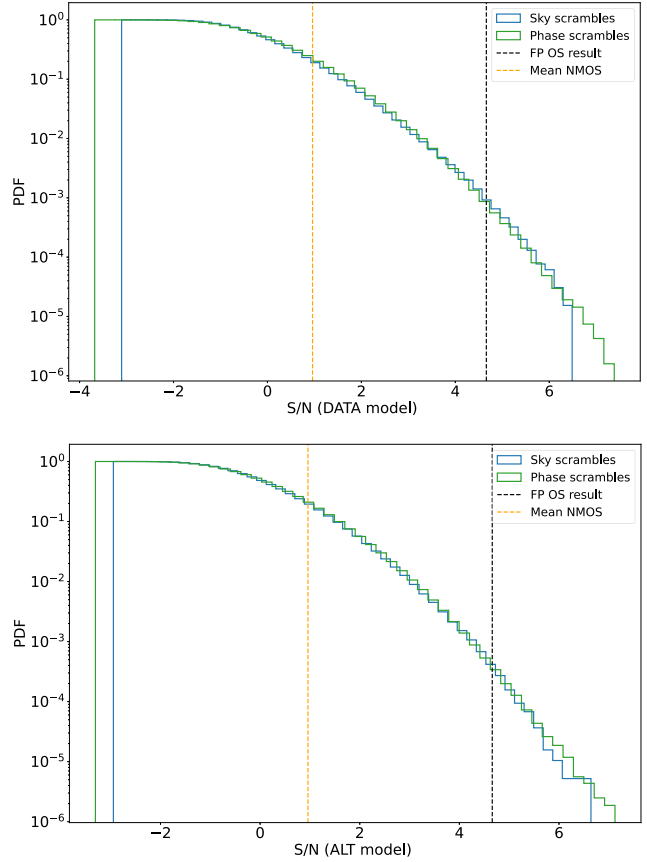 Sky scrambles
Phase scrambles
FP OS result
Mean NMOS
10⁰
10⁻¹
10⁻²
10⁻³
10⁻⁴
10⁻⁵
10⁻⁶
PDF
−4 −2 0 2 4 6
S/N (DATA model)
Sky scrambles
Phase scrambles
FP OS result
Mean NMOS
10⁰
10⁻¹
10⁻²
10⁻³
10⁻⁴
10⁻⁵
10⁻⁶
PDF
−2 0 2 4 6
S/N (ALT model)